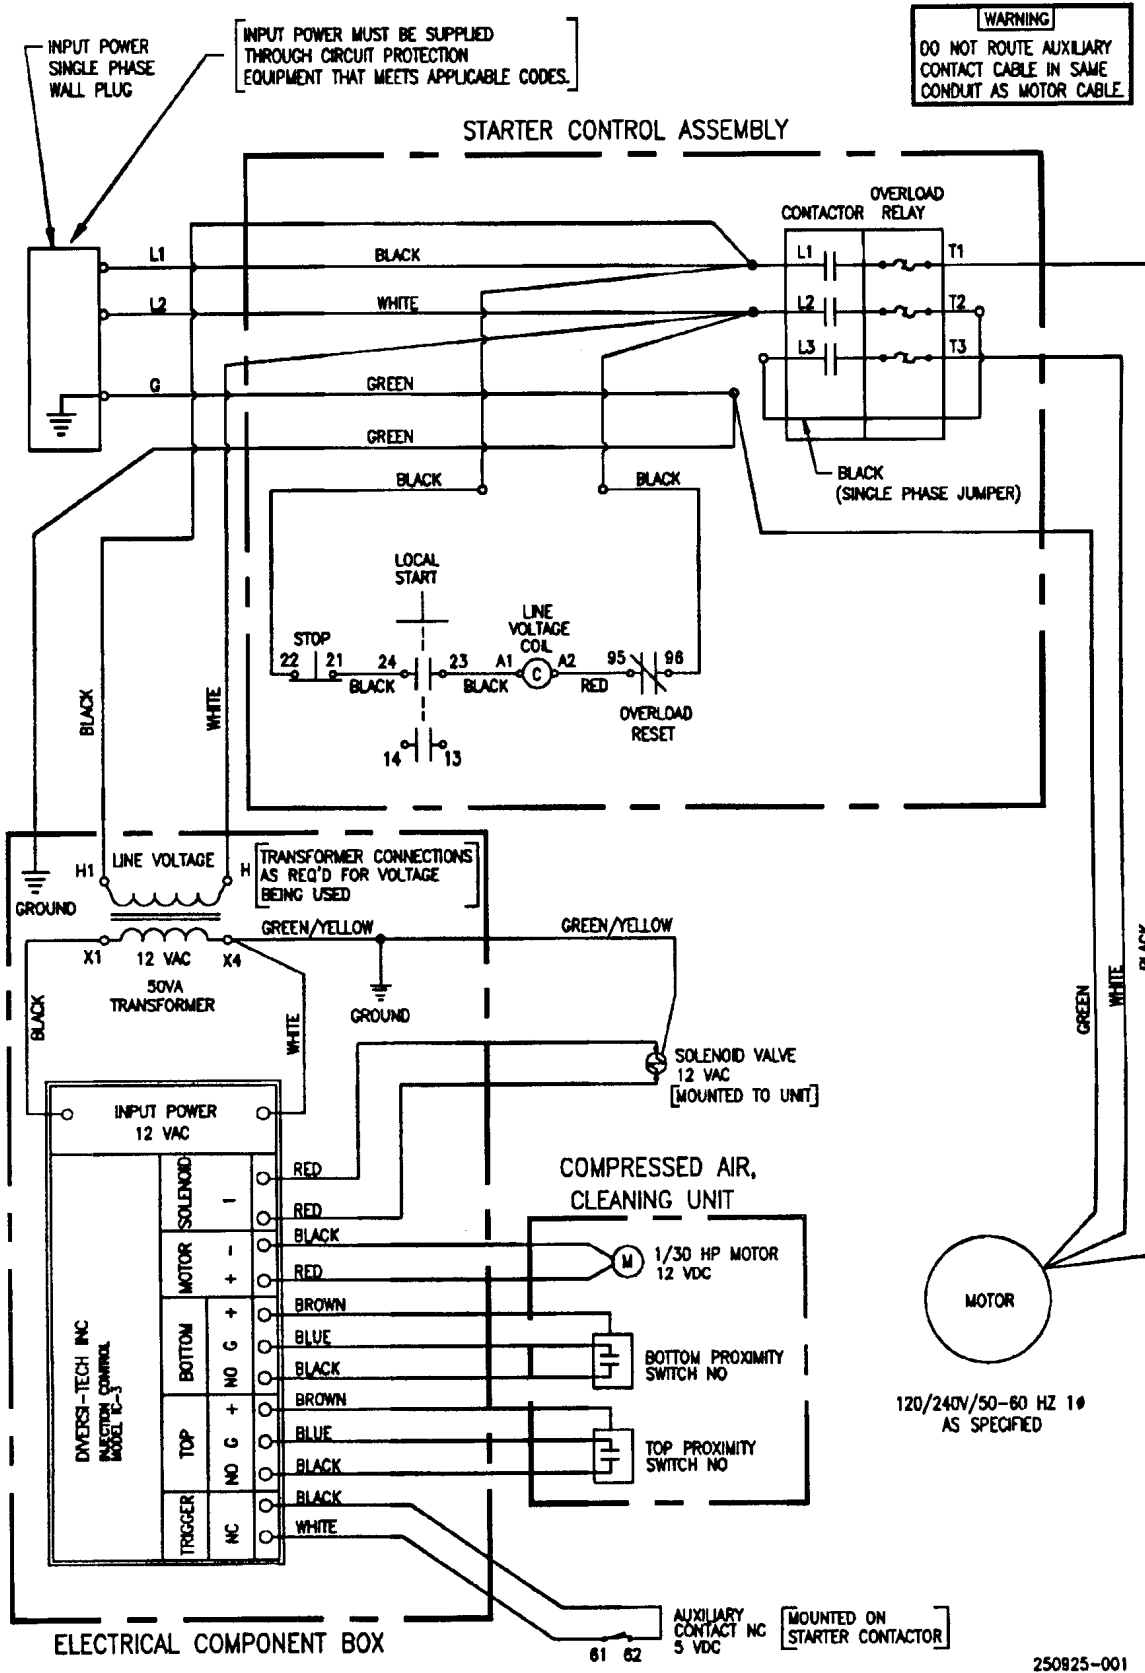 INPUT POWER
SINGLE PHASE
WALL PLUG
INPUT POWER MUST BE SUPPLIED
THROUGH CIRCUIT PROTECTION
EQUIPMENT THAT MEETS APPLICABLE CODES.
WARNING
DO NOT ROUTE AUXILIARY
CONTACT CABLE IN SAME
CONDUIT AS MOTOR CABLE
STARTER CONTROL ASSEMBLY
CONTACTOR
OVERLOAD
RELAY
L1
BLACK
L1
T1
L2
WHITE
L2
T2
L3
T3
G
GREEN
GREEN
BLACK
BLACK
BLACK
(SINGLE PHASE JUMPER)
LOCAL
START
LINE
VOLTAGE
COIL
STOP
22
21
24
23
A1
C
A2
95
96
BLACK
BLACK
RED
OVERLOAD
RESET
14
13
BLACK
WHITE
H1
LINE VOLTAGE
H
TRANSFORMER CONNECTIONS
AS REQ'D FOR VOLTAGE
BEING USED
GROUND
GREEN/YELLOW
GREEN/YELLOW
X1
12 VAC
X4
50VA
TRANSFORMER
GROUND
BLACK
WHITE
GREEN
WHITE
BLACK
SOLENOID VALVE
12 VAC
MOUNTED TO UNIT
INPUT POWER
12 VAC
DIVERSI-TECH INC
INJECTION CONTROL
MODEL IC-3
SOLENOID
RED
RED
MOTOR
-
+
BLACK
RED
BOTTOM
+
G
NO
BROWN
BLUE
BLACK
TOP
+
G
NO
BROWN
BLUE
BLACK
TRIGGER
NC
BLACK
WHITE
COMPRESSED AIR,
CLEANING UNIT
M
1/30 HP MOTOR
12 VDC
BOTTOM PROXIMITY
SWITCH NO
TOP PROXIMITY
SWITCH NO
MOTOR
120/240V/50-60 HZ 1ϕ
AS SPECIFIED
61
62
AUXILIARY
CONTACT NC
5 VDC
MOUNTED ON
STARTER CONTACTOR
ELECTRICAL COMPONENT BOX
250925-001